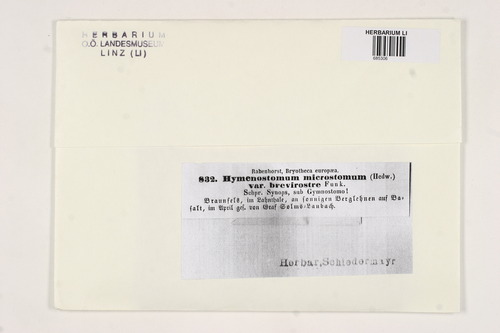 HERBARIUM
O.Ö. LANDESMUSEUM
LINZ (LI)
HERBARIUM LI
Rabenhorst, Bryotheca europaea.
832. Hymenostomum microstomum (Hedw.)
var. brevirostre Funk.
Schpr. Synops, sub Gymnostomo!
Braunfels, im Lahnthale, an sonnigen Berglehnen auf Ba-
salt, im April ges. von Graf Solms-Laubach.
Herbar, Schiedermayr